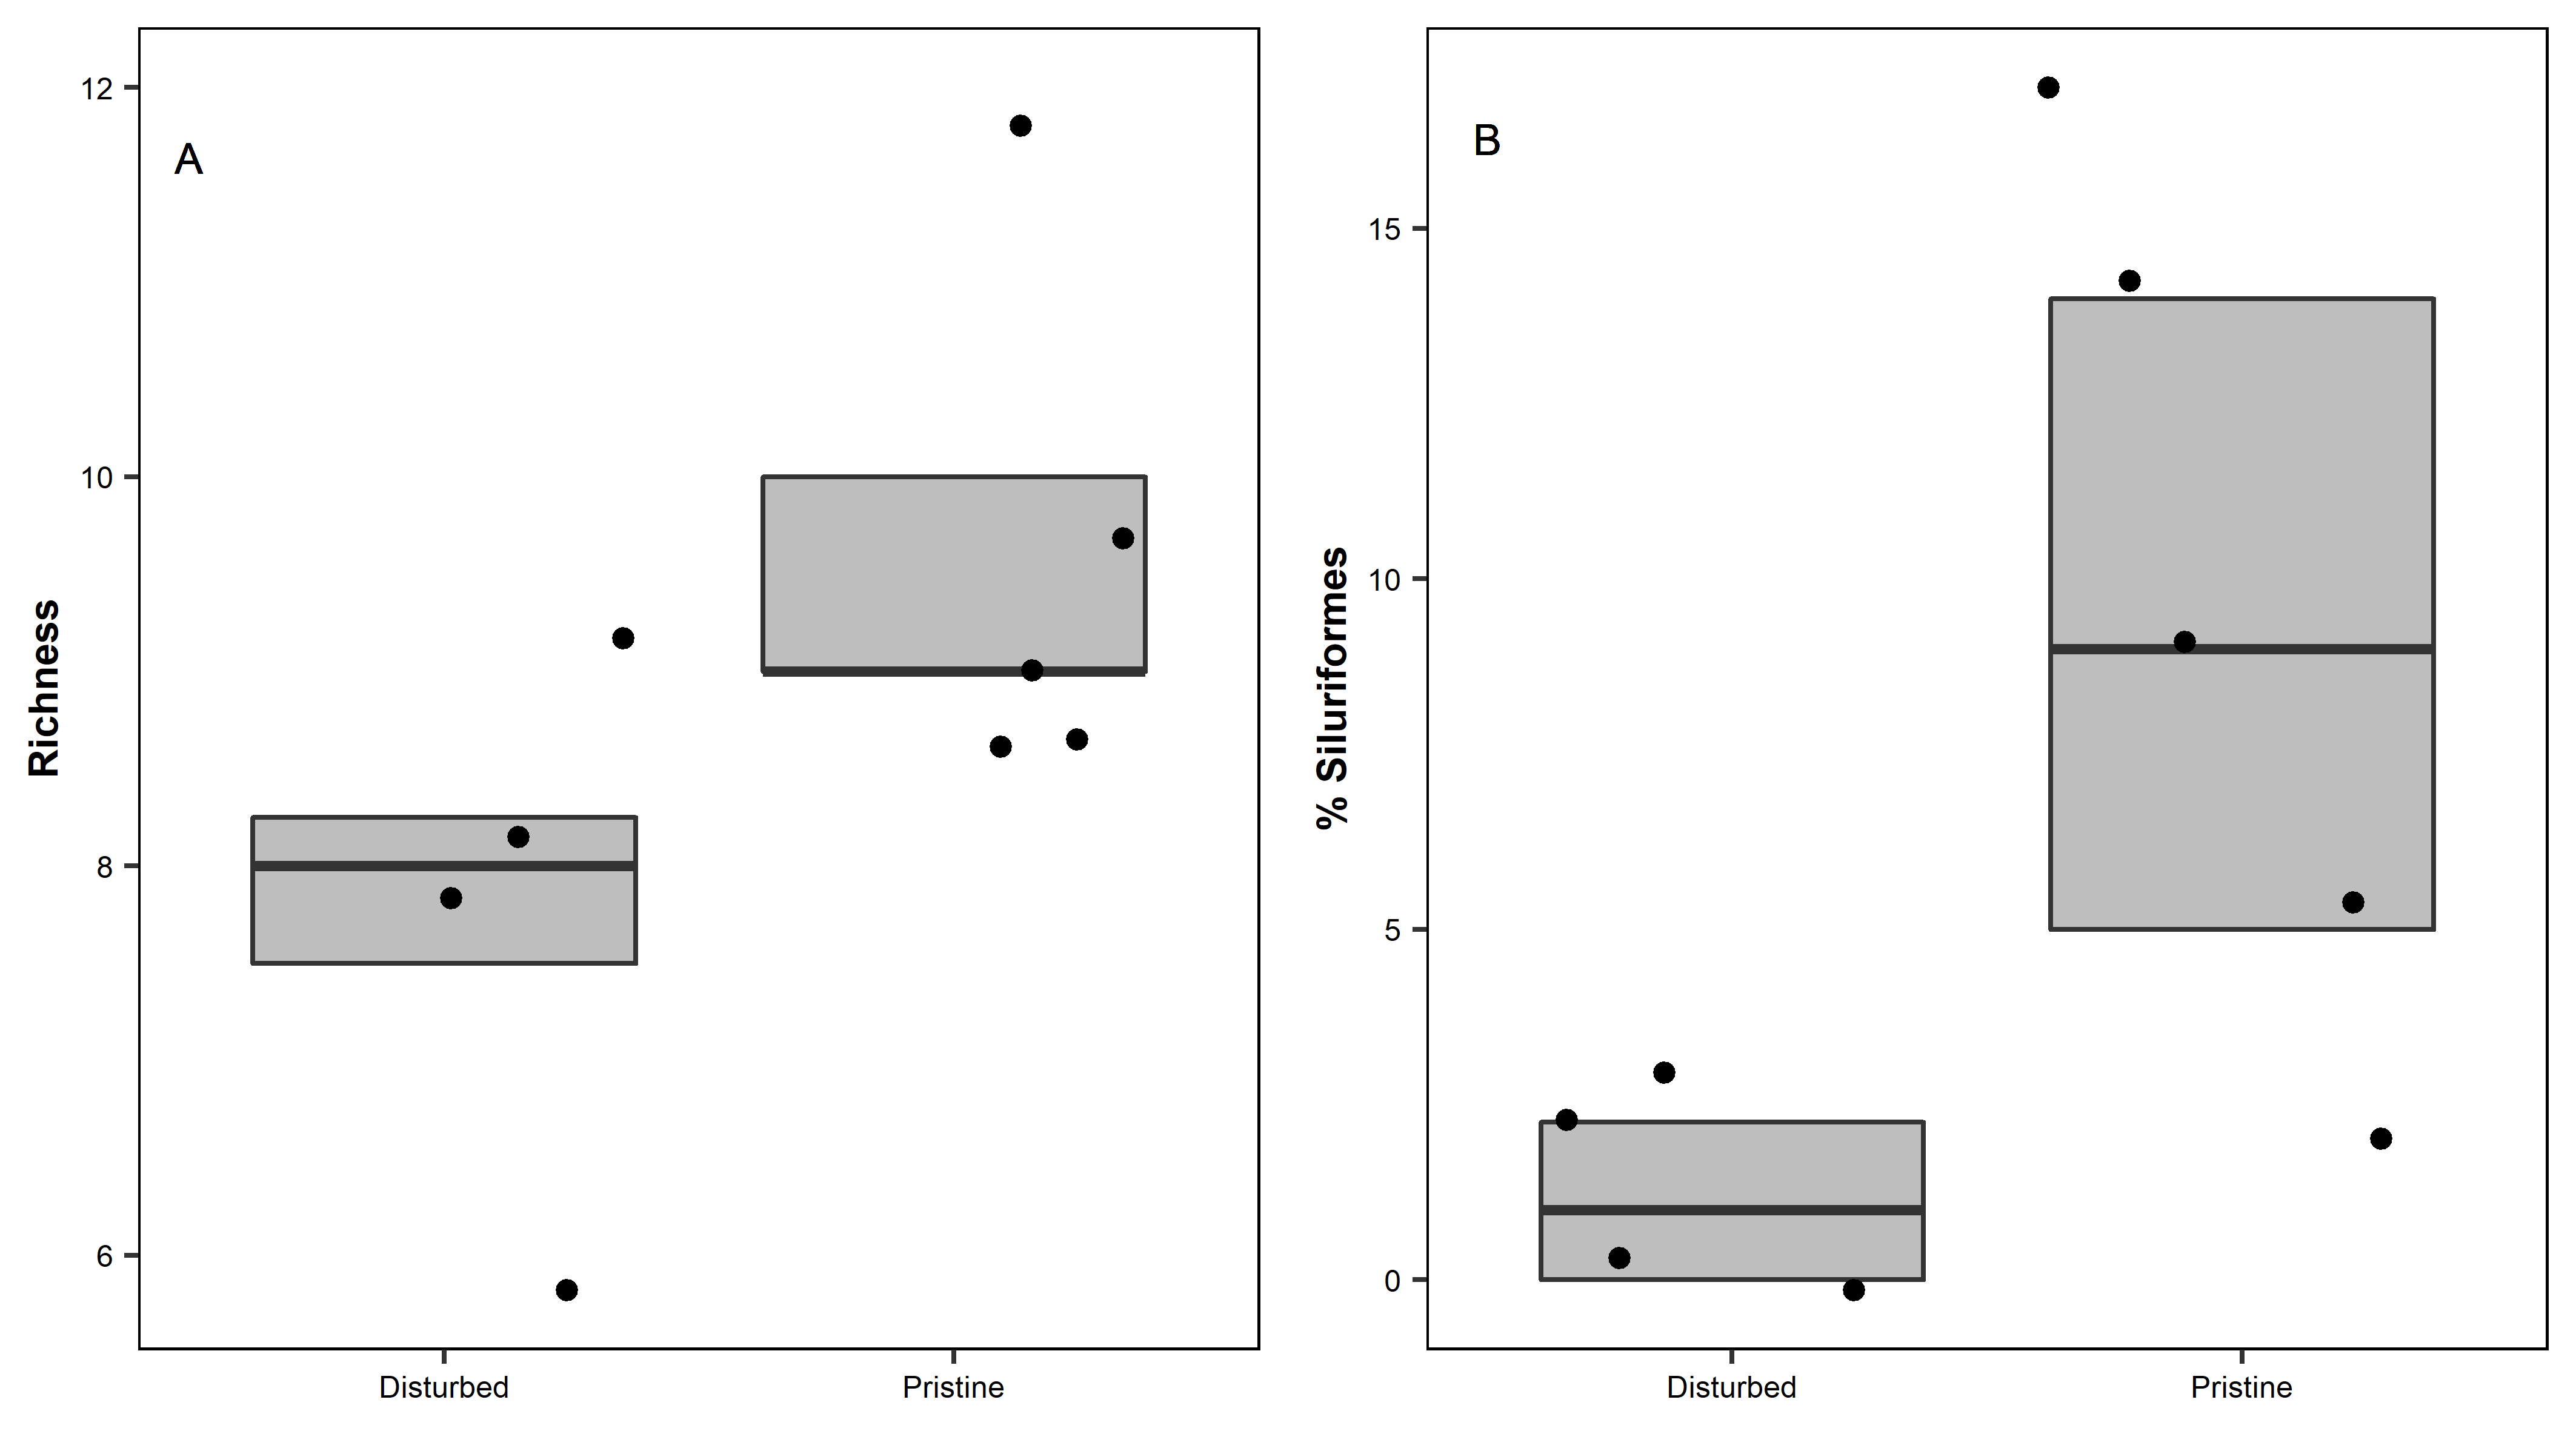 A
Richness
12
10
8
6
Disturbed Pristine
B
% Siluriformes
15
10
5
0
Disturbed Pristine